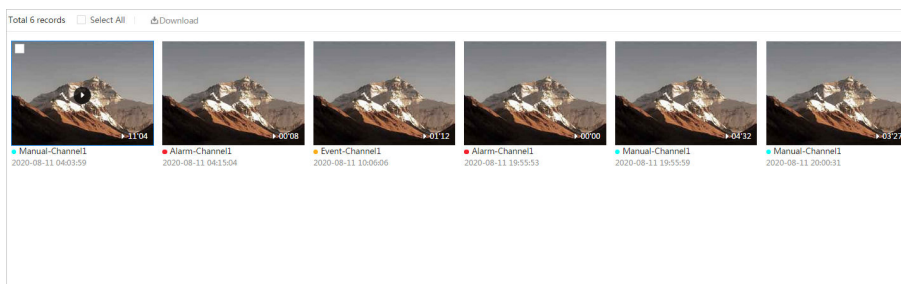 Total 6 records Select All Download
11'04 00'08 01'12 00'00 04'32 03'27
Manual-Channel1 Alarm-Channel1 Event-Channel1 Alarm-Channel1 Manual-Channel1 Manual-Channel1
2020-08-11 04:03:59 2020-08-11 04:15:04 2020-08-11 10:06:06 2020-08-11 19:55:53 2020-08-11 19:55:59 2020-08-11 20:00:31